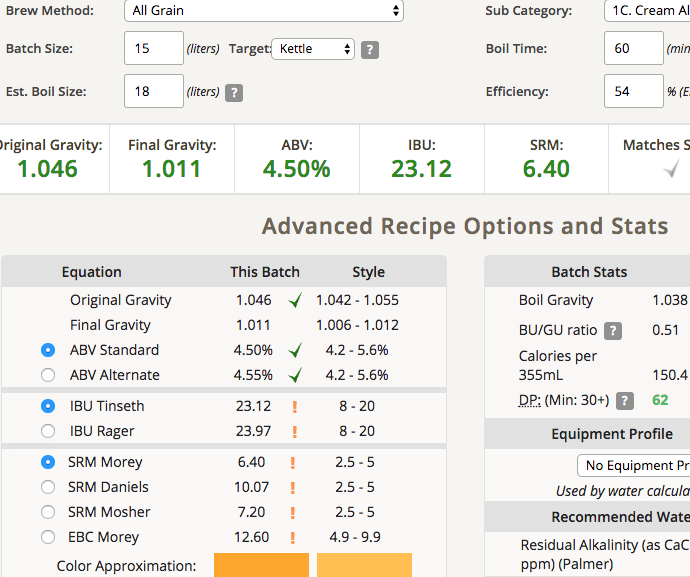 Brew Method: All Grain Sub Category: 1C. Cream Al
Batch Size: 15 (liters) Target: Kettle ? Boil Time: 60 (min
Est. Boil Size: 18 (liters) ? Efficiency: 54 % (E
Original Gravity: Final Gravity: ABV: IBU: SRM: Matches S
1.046 1.011 4.50% 23.12 6.40
Advanced Recipe Options and Stats
Equation This Batch Style
Original Gravity 1.046 1.042 - 1.055
Final Gravity 1.011 1.006 - 1.012
ABV Standard 4.50% 4.2 - 5.6%
ABV Alternate 4.55% 4.2 - 5.6%
IBU Tinseth 23.12 ! 8 - 20
IBU Rager 23.97 ! 8 - 20
SRM Morey 6.40 ! 2.5 - 5
SRM Daniels 10.07 ! 2.5 - 5
SRM Mosher 7.20 ! 2.5 - 5
EBC Morey 12.60 ! 4.9 - 9.9
Color Approximation:
Batch Stats
Boil Gravity 1.038
BU/GU ratio ? 0.51
Calories per
355mL 150.4
DP: (Min: 30+) ? 62
Equipment Profile
No Equipment Pr
Used by water calcula
Recommended Wate
Residual Alkalinity (as CaC
ppm) (Palmer)